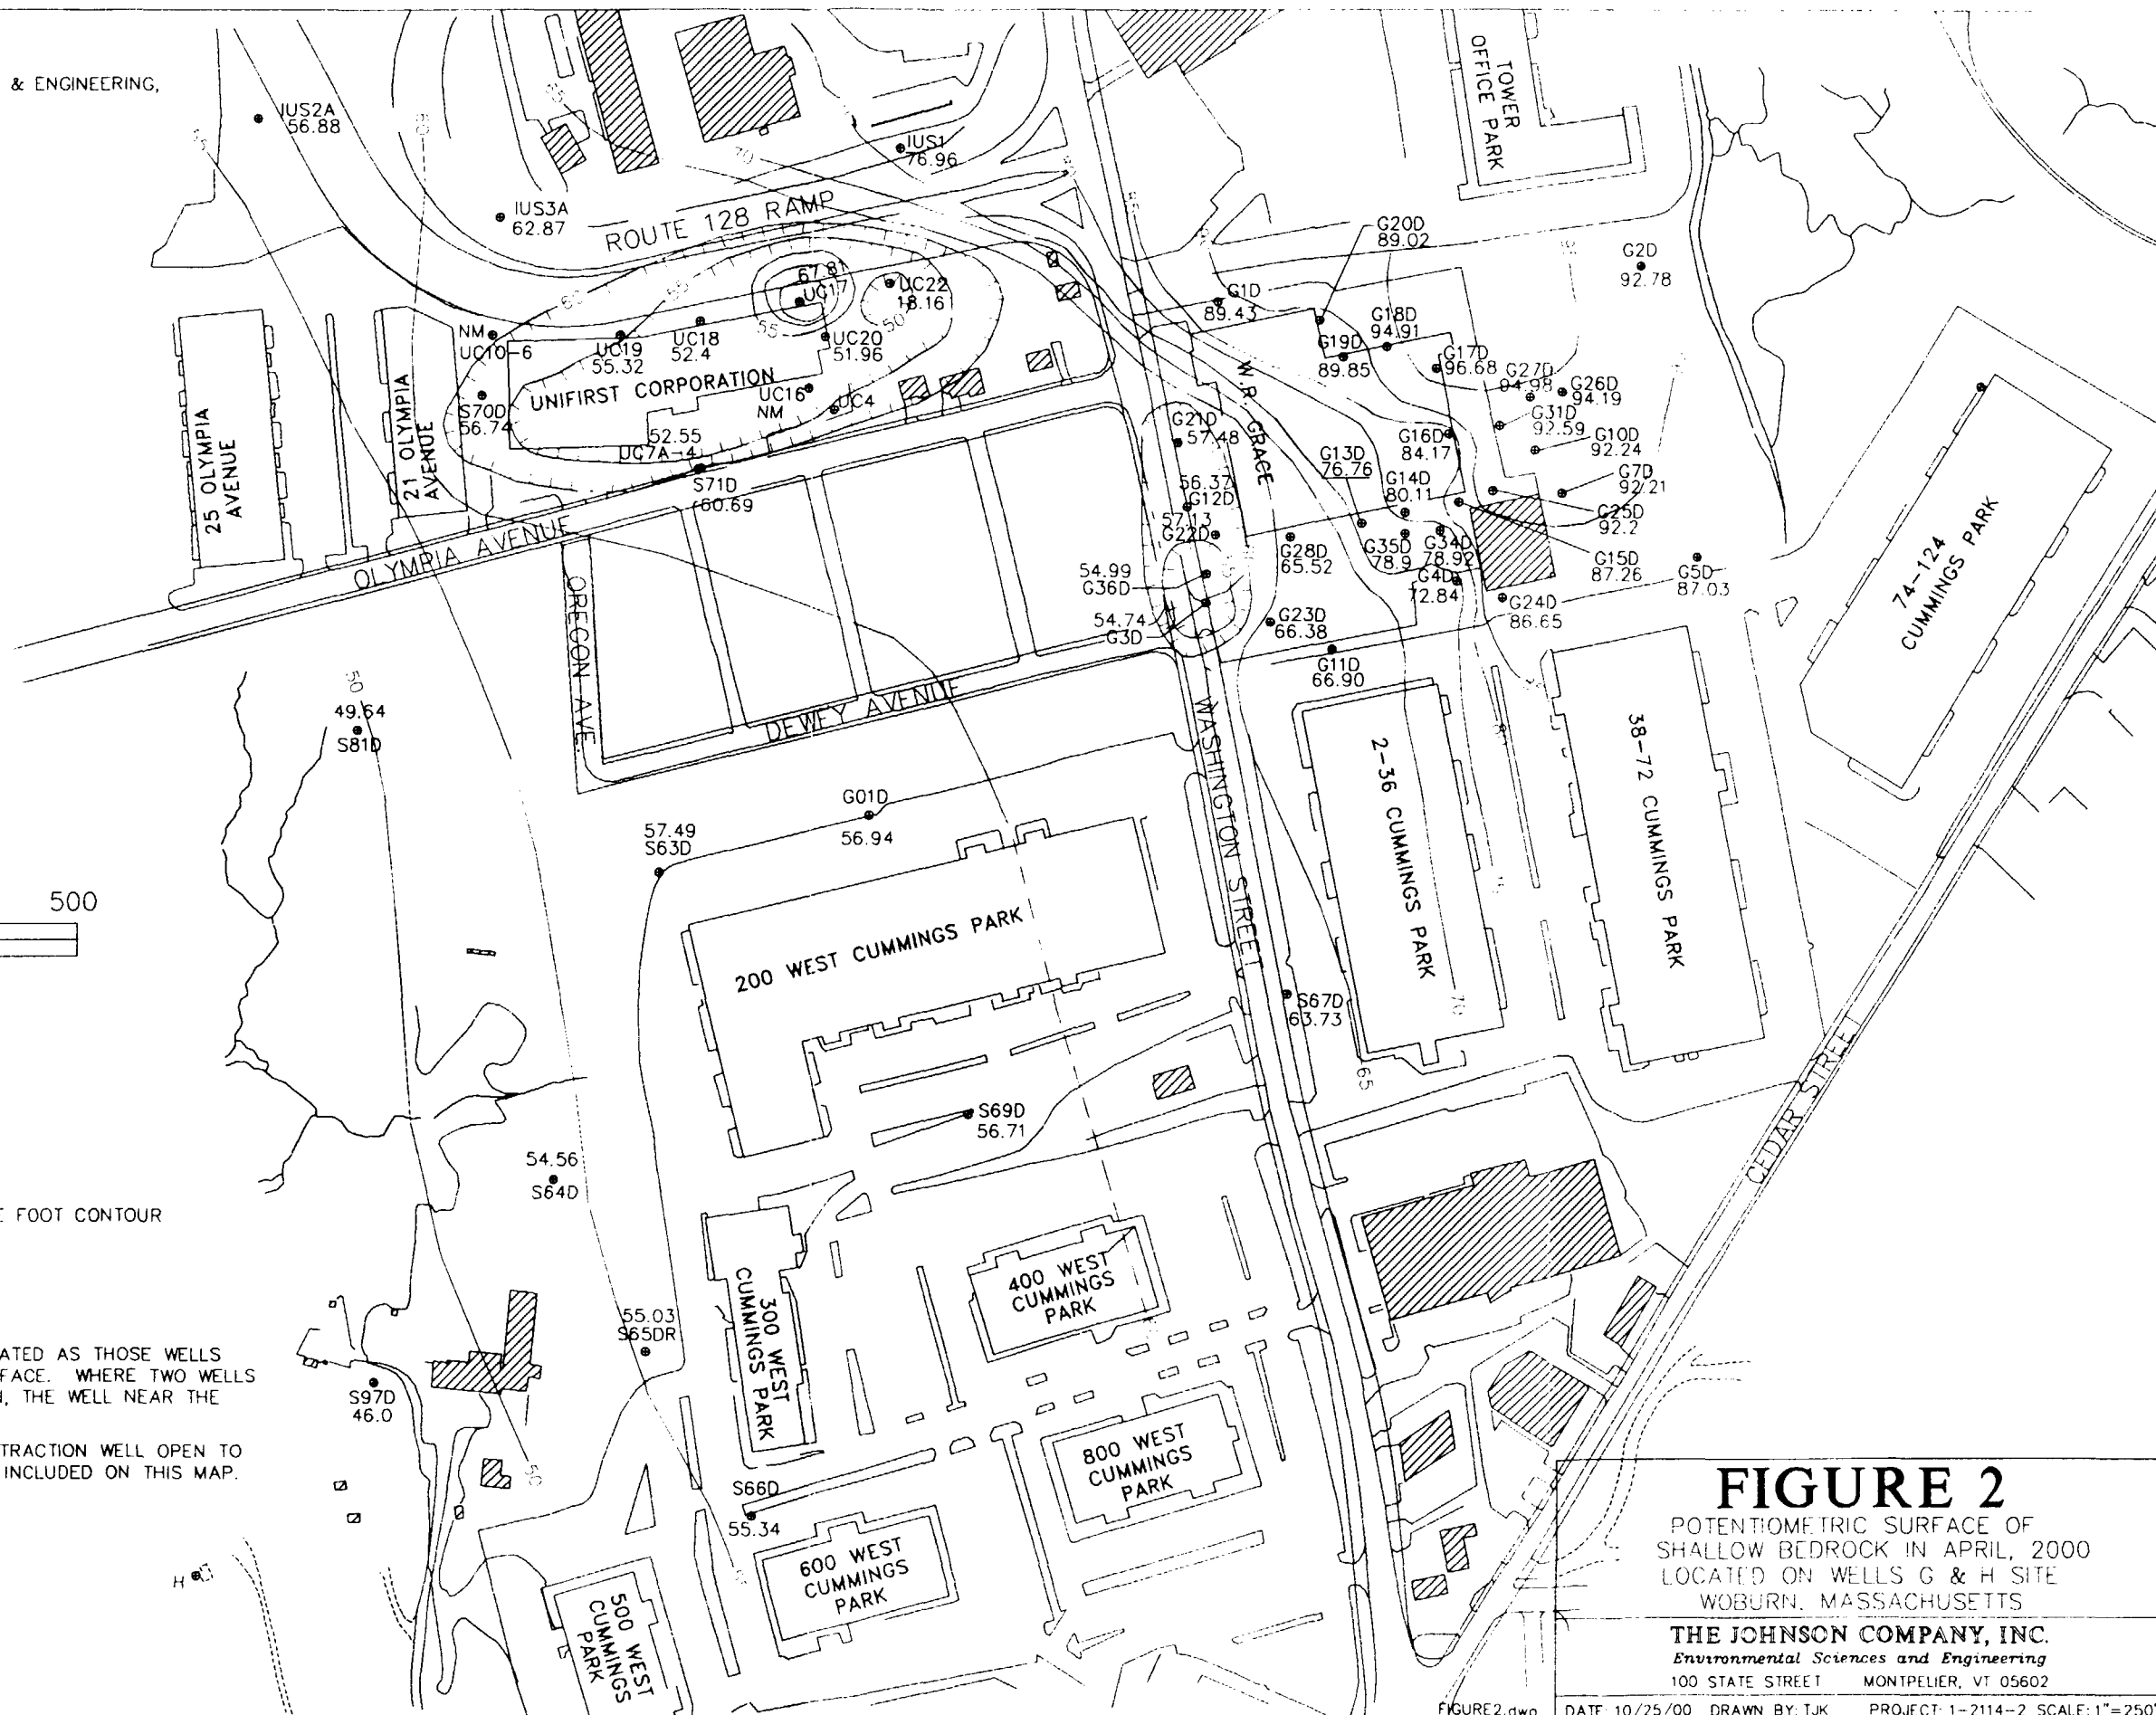 & ENGINEERING,
IUS2A
56.88
IUS1
76.96
IUS3A
62.87
ROUTE 128 RAMP
TOWER
OFFICE PARK
G20D
89.02
G2D
92.78
67.81
UC17
UC22
18.16
G1D
89.43
G18D
94.91
NM
UC10-6
UC19
55.32
UC18
52.4
UC20
51.96
G19D
89.85
G17D
96.68
G27D
94.98
G26D
94.19
UNIFIRST CORPORATION
UC16
NM
UC4
W.R. GRACE
S70D
56.74
G21D
57.48
G31D
92.59
G16D
84.17
G10D
92.24
52.55
UC7A-4
S71D
60.69
G13D
76.76
G14D
80.11
G7D
92.21
56.37
G12D
57.13
G22D
G25D
92.2
25 OLYMPIA
AVENUE
21 OLYMPIA
AVENUE
OLYMPIA AVENUE
G28D
65.52
G35D
78.9
G34D
78.92
G15D
87.26
54.99
G36D
G4D
72.84
G5D
87.03
54.74
G3D
G23D
66.38
G24D
86.65
G11D
66.90
74-124
CUMMINGS PARK
OREGON AVE.
DEWEY AVENUE
WASHINGTON STREET
50
49.64
S81D
2-36 CUMMINGS PARK
38-72 CUMMINGS PARK
G01D
56.94
57.49
S63D
500
200 WEST CUMMINGS PARK
S67D
63.73
70
65
S69D
56.71
CEDAR STREET
54.56
S64D
FOOT CONTOUR
400 WEST
CUMMINGS
PARK
300 WEST
CUMMINGS PARK
55.03
S65DR
S97D
46.0
ATED AS THOSE WELLS
FACE. WHERE TWO WELLS
, THE WELL NEAR THE
TRACTION WELL OPEN TO
INCLUDED ON THIS MAP.
50
800 WEST
CUMMINGS
PARK
S66D
55.34
600 WEST
CUMMINGS
PARK
500 WEST
CUMMINGS
PARK
H
60
55
50
55
60
70
FIGURE 2
POTENTIOMETRIC SURFACE OF
SHALLOW BEDROCK IN APRIL, 2000
LOCATED ON WELLS G & H SITE
WOBURN, MASSACHUSETTS
THE JOHNSON COMPANY, INC.
Environmental Sciences and Engineering
100 STATE STREET MONTPELIER, VT 05602
FIGURE2.dwg
DATE: 10/25/00 DRAWN BY: TJK PROJECT: 1-2114-2 SCALE: 1"=250'